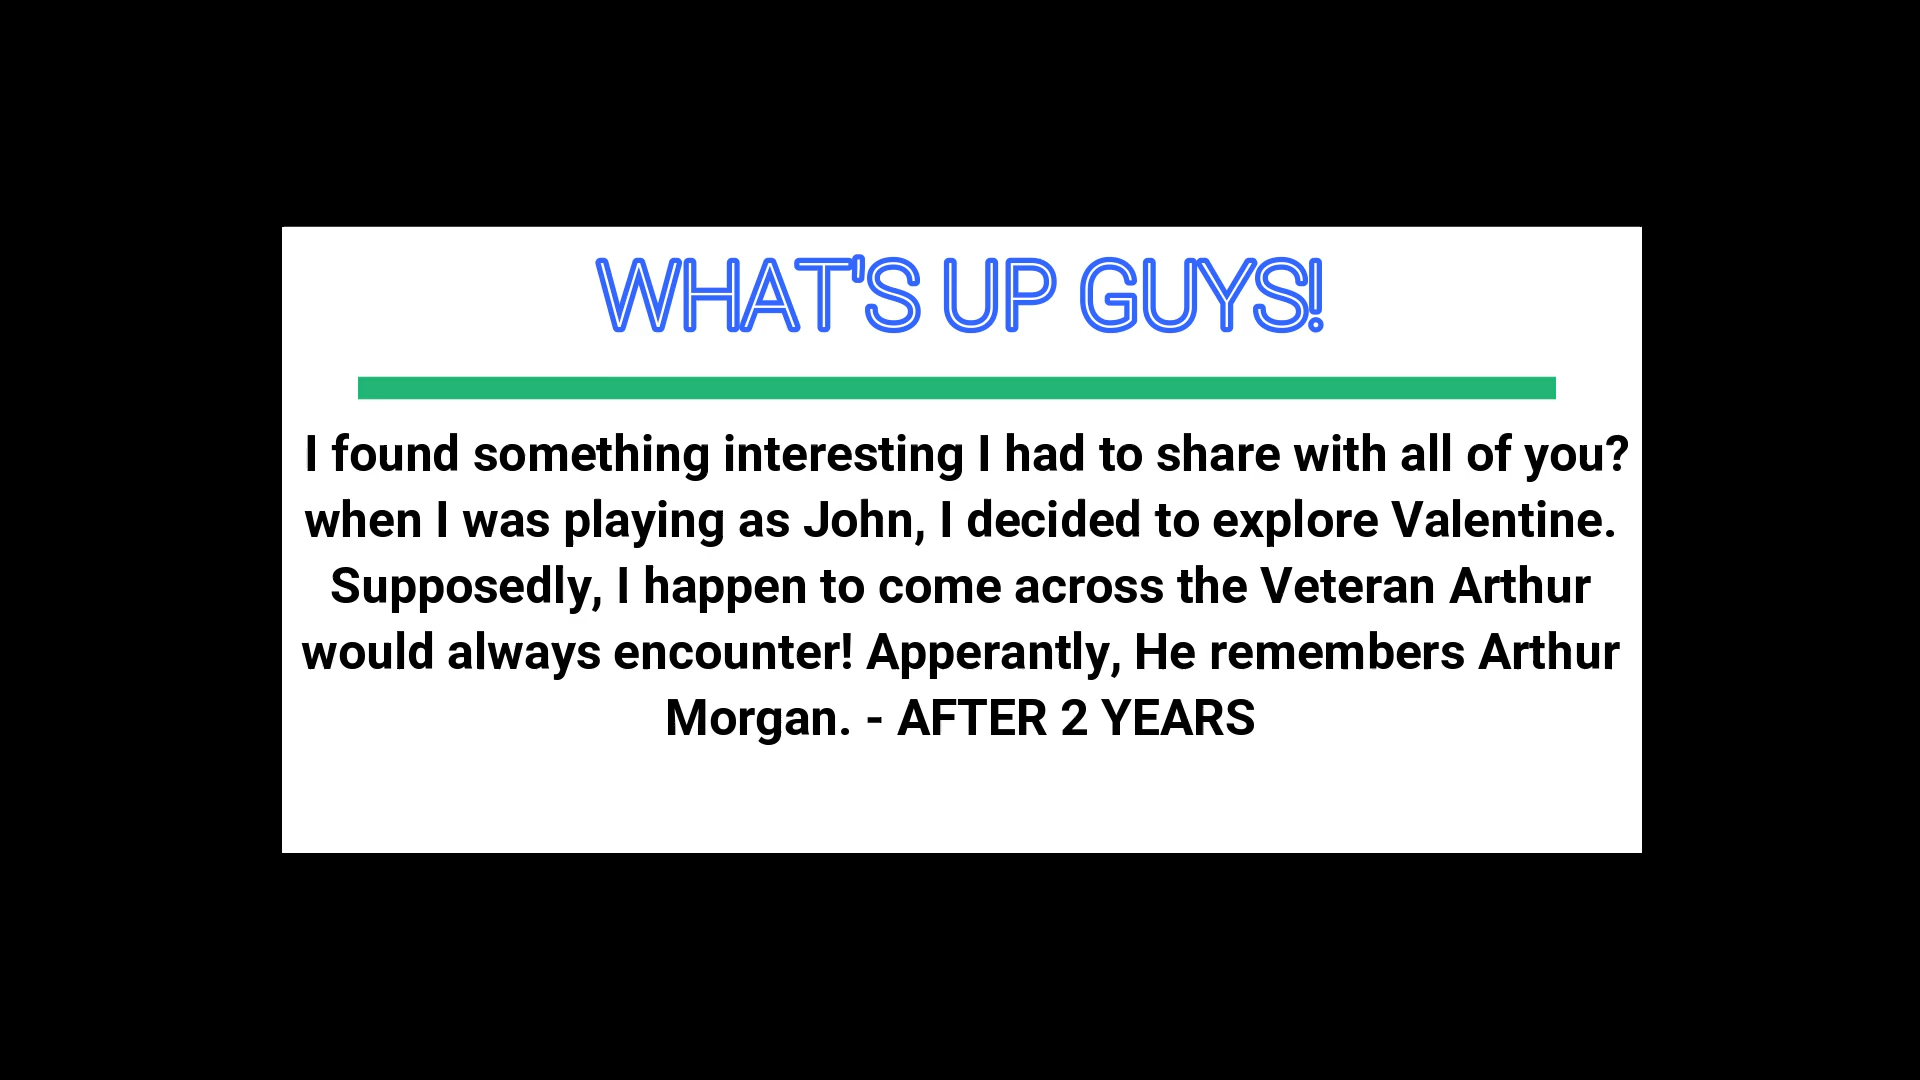 WHAT'S UP GUYS!
I found something interesting I had to share with all of you?
when I was playing as John, I decided to explore Valentine.
Supposedly, I happen to come across the Veteran Arthur
would always encounter! Apperantly, He remembers Arthur
Morgan. - AFTER 2 YEARS